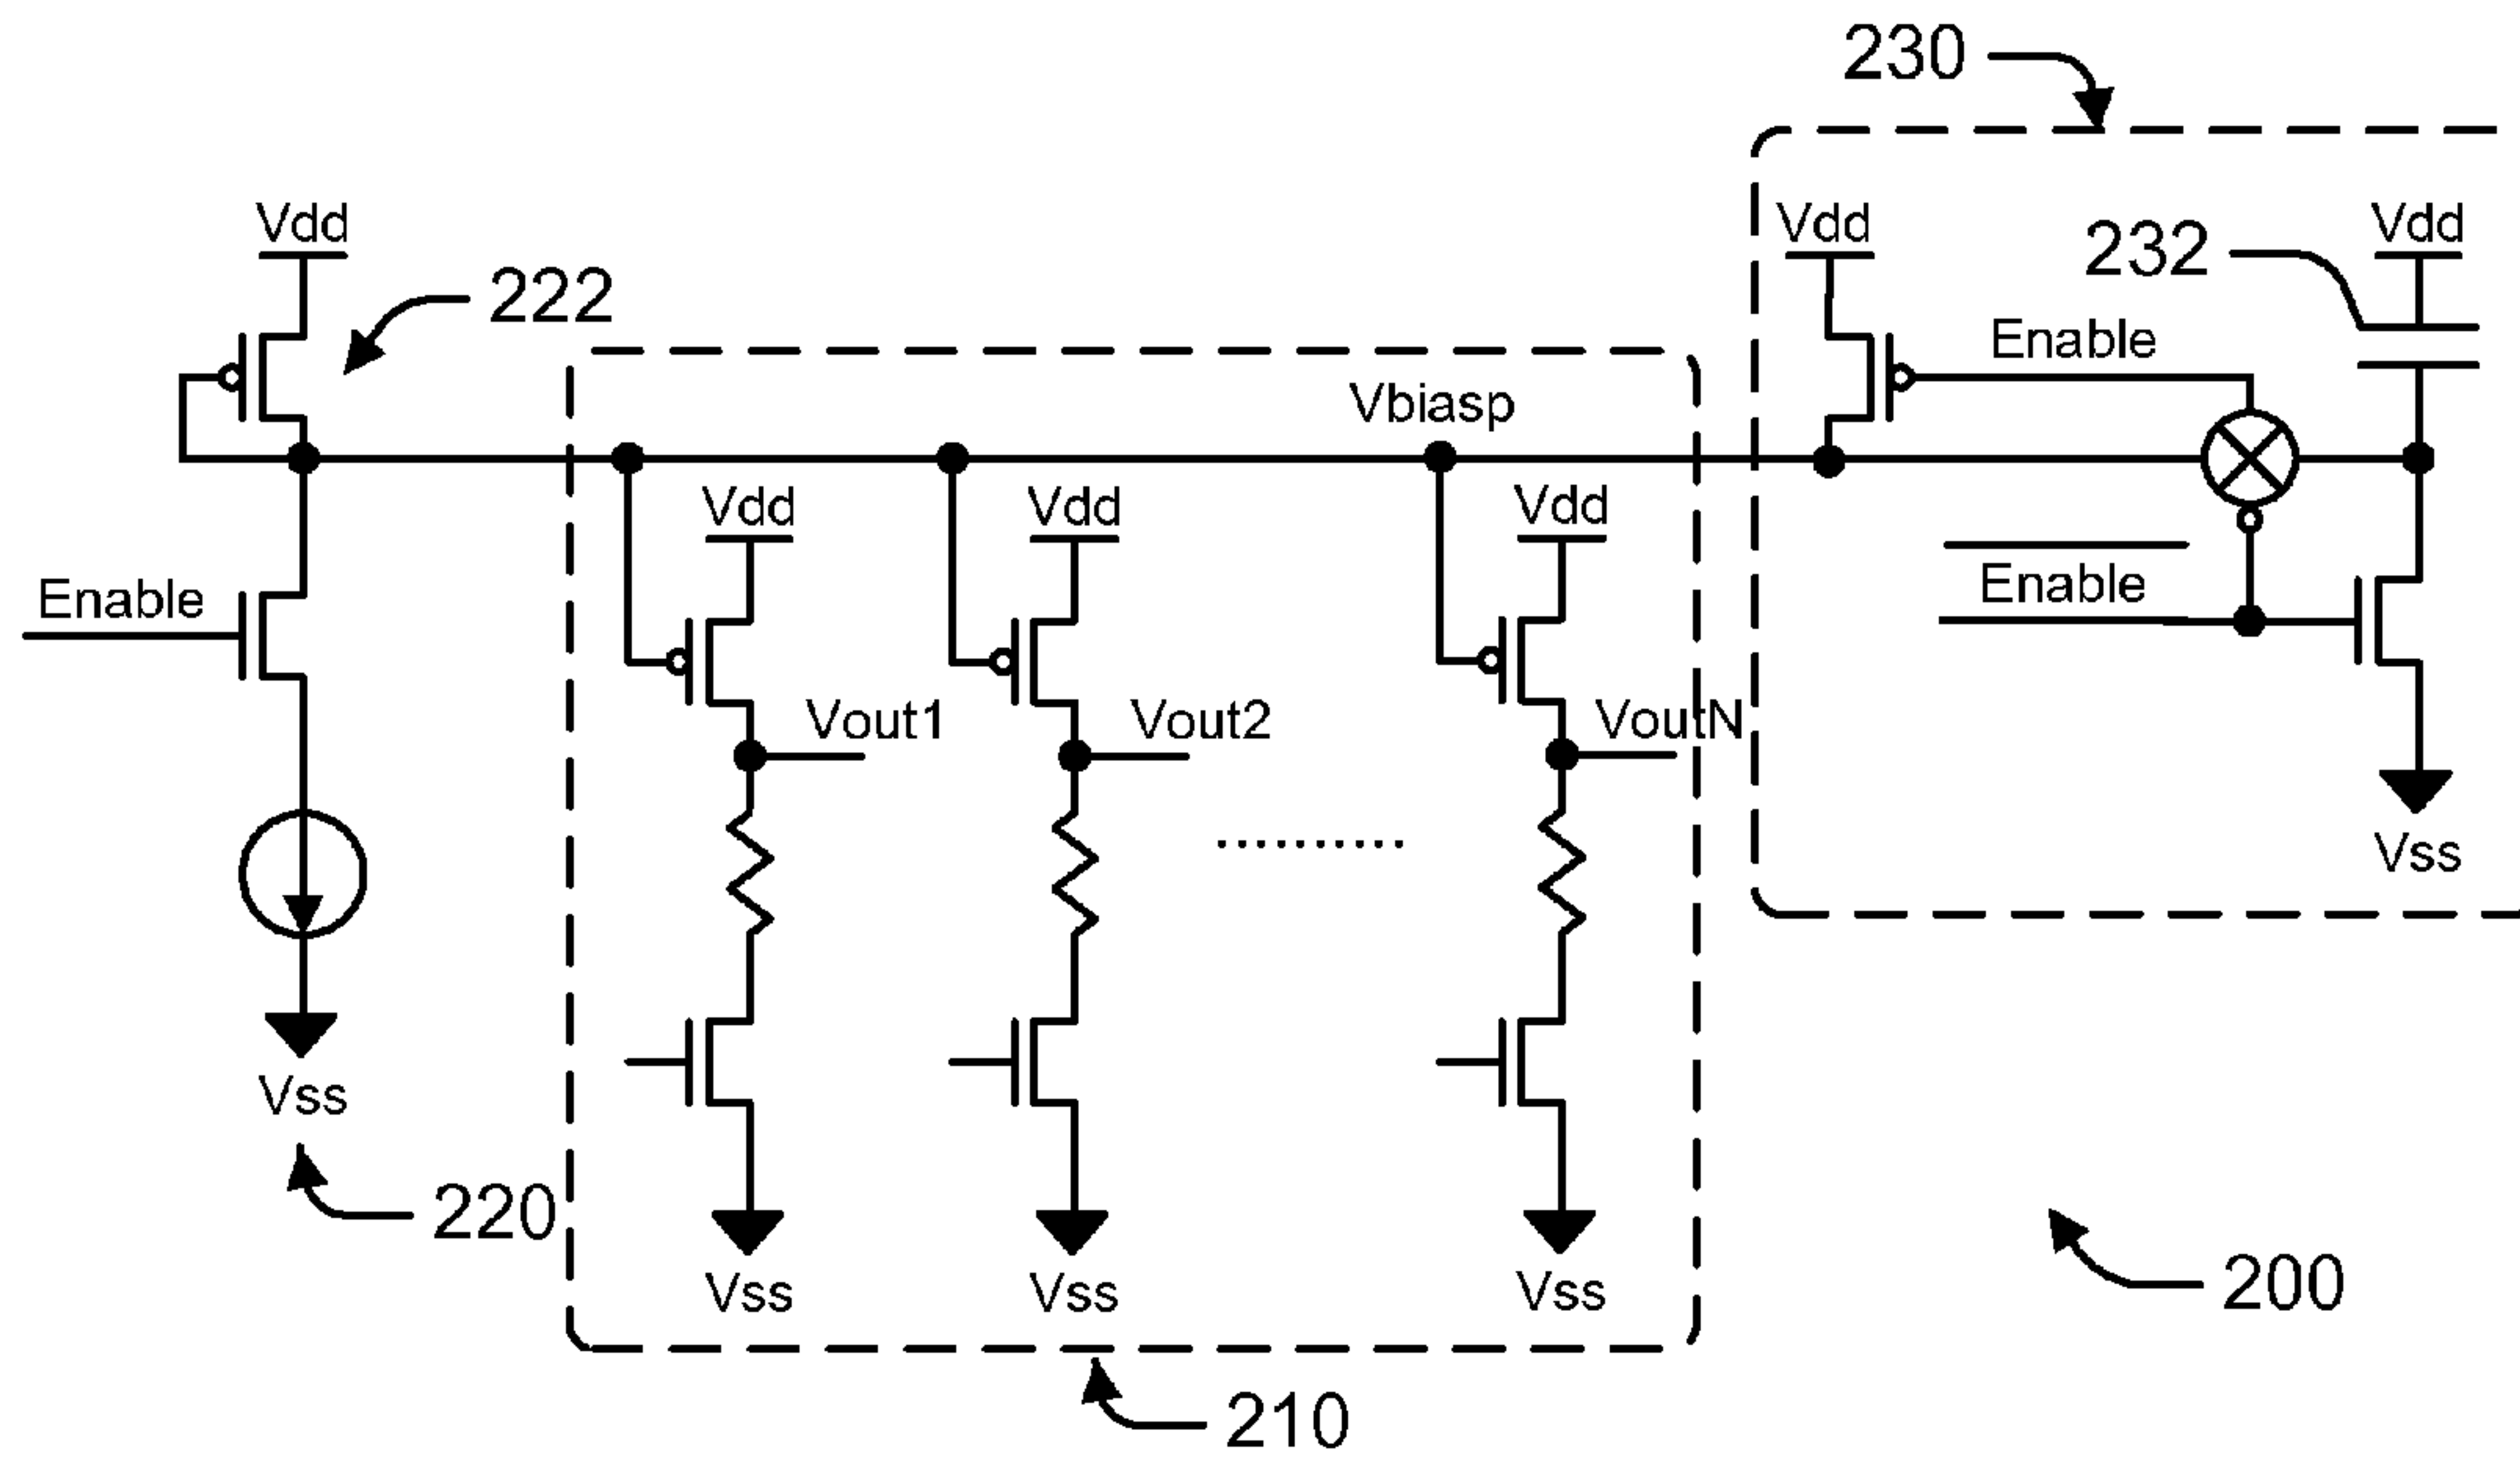 230
Vdd
Vdd
Vdd
232
222
Enable
Vbiasp
Vdd
Vdd
Vdd
Enable
Enable
Vout1
Vout2
VoutN
Vss
Vss
220
Vss
Vss
Vss
200
210